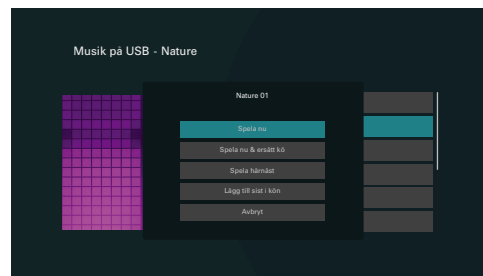 Musik på USB - Nature
Nature 01
Spela nu
Spela nu & ersätt kö
Spela härnäst
Lägg till sist i kön
Avbryt